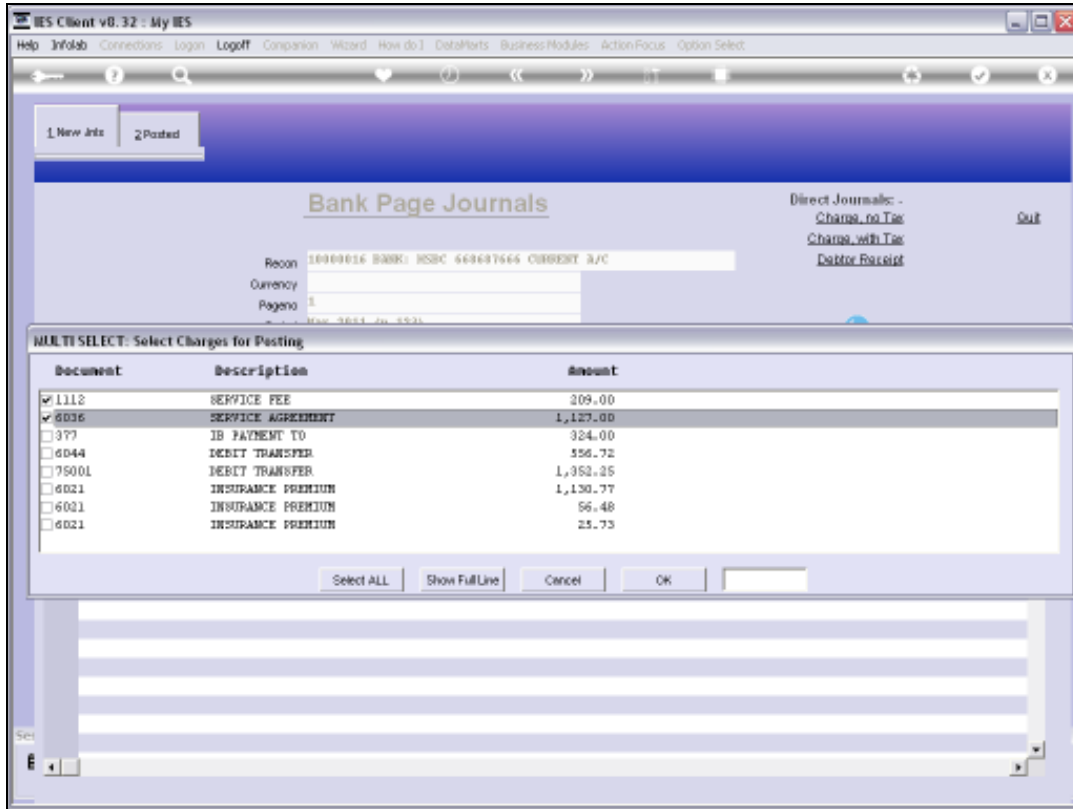 IES Client v8.32 : My IES
Help Infolab Connections Logon Logoff Companion Wizard How do I DataMarts Business Modules Action Focus Option Select
1 New Jnls
2 Posted
Bank Page Journals
Direct Journals: -
Charge, no Tax
Quit
Charge, with Tax
Debtor Receipt
Recon 10000016 BANK: HSBC 660607666 CURRENT A/C
Currency
Pageno 1
MULTI SELECT: Select Charges for Posting
Document Description Amount
1112 SERVICE FEE 209.00
6036 SERVICE AGREEMENT 1,127.00
377 IB PAYMENT TO 324.00
6044 DEBIT TRANSFER 556.72
75001 DEBIT TRANSFER 1,352.25
6021 INSURANCE PREMIUM 1,130.77
6021 INSURANCE PREMIUM 56.48
6021 INSURANCE PREMIUM 25.73
Select ALL Show Full Line Cancel OK